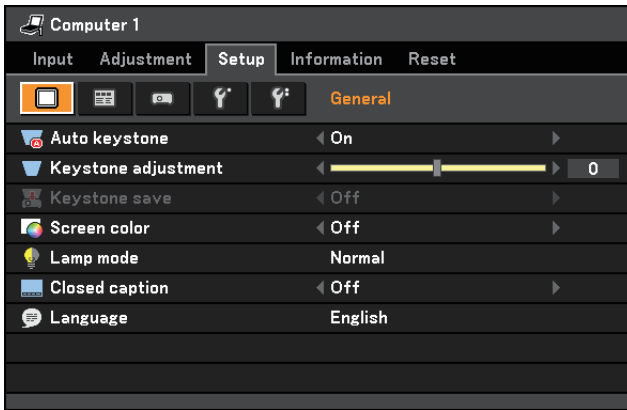 Computer 1
Input Adjustment Setup Information Reset
General
Auto keystone On
Keystone adjustment 0
Keystone save Off
Screen color Off
Lamp mode Normal
Closed caption Off
Language English